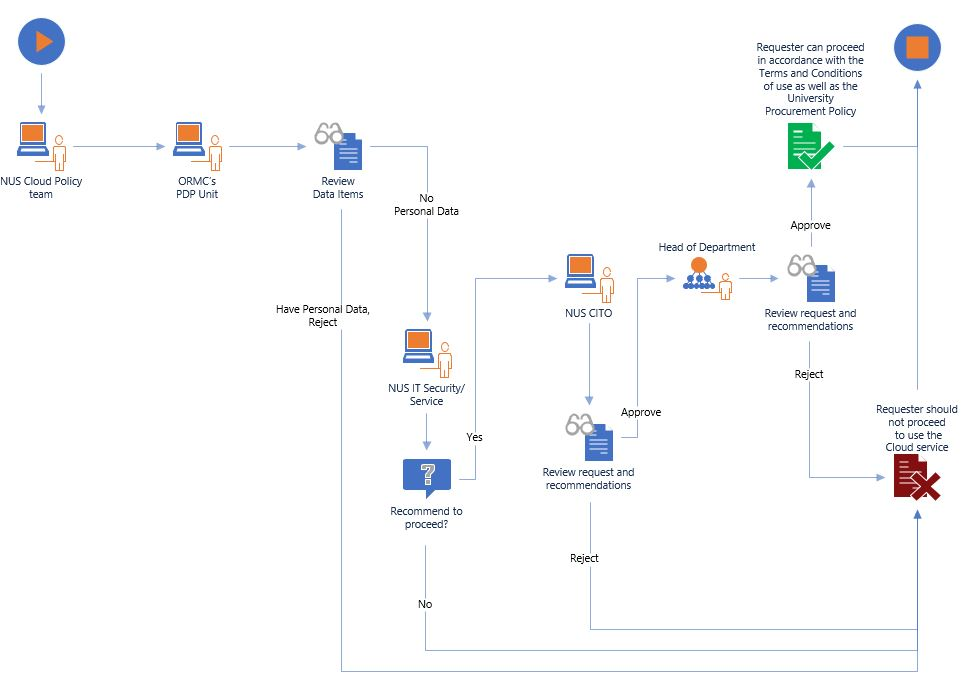 Requester can proceed
in accordance with the
Terms and Conditions
of use as well as the
University
Procurement Policy
NUS Cloud Policy
team
ORMC's
PDP Unit
Review
Data Items
No
Personal Data
Approve
Head of Department
Have Personal Data,
Reject
NUS CITO
Review request and
recommendations
NUS IT Security/
Service
Reject
Approve
Requester should
not proceed
to use the
Cloud service
Yes
?
Review request and
recommendations
Recommend to
proceed?
Reject
No